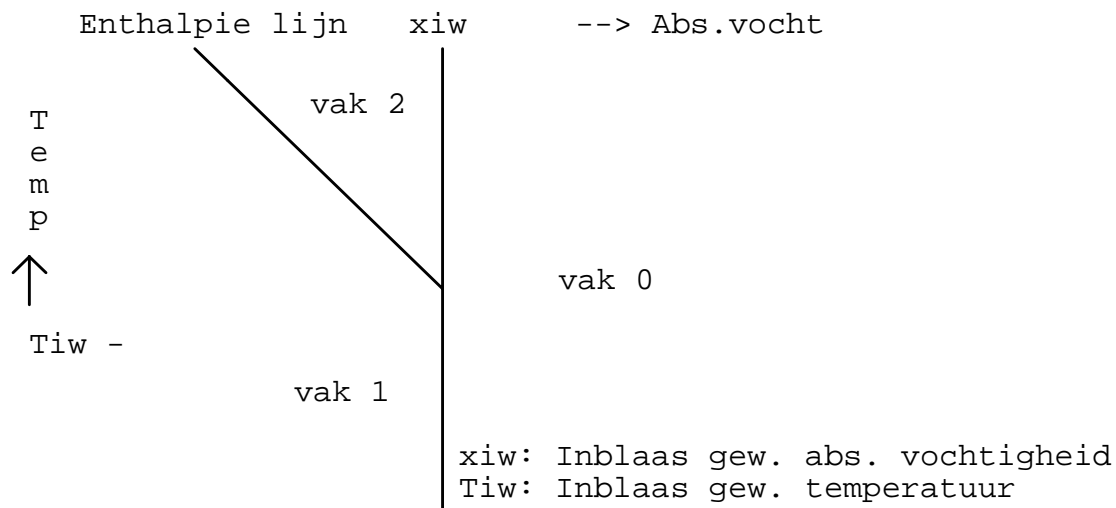 Enthalpie lijn xiw --> Abs.vocht
vak 2
T
e
m
p
vak 0
Tiw -
vak 1
xiw: Inblaas gew. abs. vochtigheid
Tiw: Inblaas gew. temperatuur